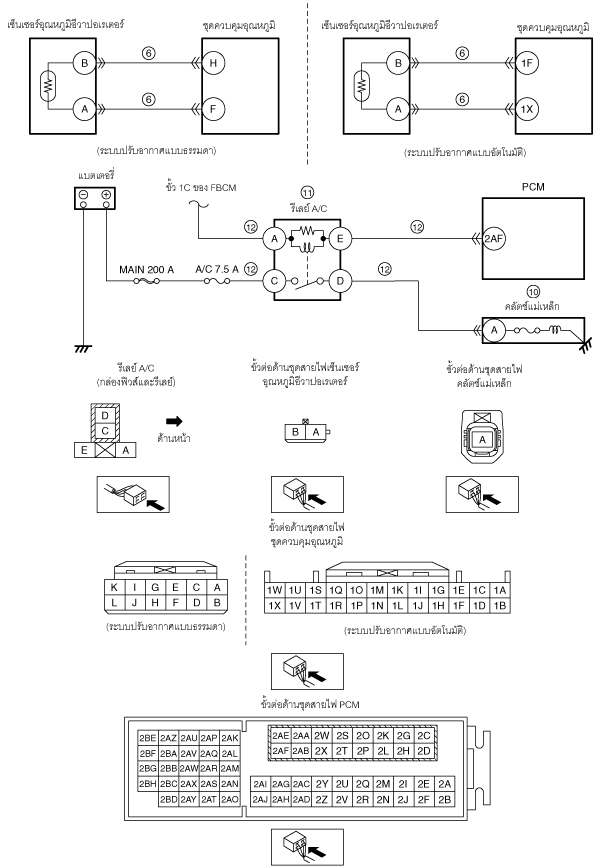 เซ็นเซอร์อุณหภูมิอีวาปอเรเตอร์ ชุดควบคุมอุณหภูมิ
B 6 H
A 6 F
(ระบบปรับอากาศแบบธรรมดา)
เซ็นเซอร์อุณหภูมิอีวาปอเรเตอร์ ชุดควบคุมอุณหภูมิ
B 6 1F
A 6 1X
(ระบบปรับอากาศแบบอัตโนมัติ)
แบตเตอรี่
ขั้ว 1C ของ FBCM
11
รีเลย์ A/C
PCM
12 A E 12 2AF
MAIN 200 A A/C 7.5 A 12 C D 12
10
คลัตช์แม่เหล็ก
A
รีเลย์ A/C
(กล่องฟิวส์และรีเลย์)
D
C
E A
ด้านหน้า
ขั้วต่อด้านชุดสายไฟเซ็นเซอร์
อุณหภูมิอีวาปอเรเตอร์
B A
ขั้วต่อด้านชุดสายไฟ
คลัตช์แม่เหล็ก
A
ขั้วต่อด้านชุดสายไฟ
ชุดควบคุมอุณหภูมิ
K I G E C A
L J H F D B
(ระบบปรับอากาศแบบธรรมดา)
1W 1U 1S 1Q 1O 1M 1K 1I 1G 1E 1C 1A
1X 1V 1T 1R 1P 1N 1L 1J 1H 1F 1D 1B
(ระบบปรับอากาศแบบอัตโนมัติ)
ขั้วต่อด้านชุดสายไฟ PCM
2BE 2AZ 2AU 2AP 2AK
2BF 2BA 2AV 2AQ 2AL
2BG 2BB 2AW 2AR 2AM
2BH 2BC 2AX 2AS 2AN
2BD 2AY 2AT 2AO
2AE 2AA 2W 2S 2O 2K 2G 2C
2AF 2AB 2X 2T 2P 2L 2H 2D
2AI 2AG 2AC 2Y 2U 2Q 2M 2I 2E 2A
2AJ 2AH 2AD 2Z 2V 2R 2N 2J 2F 2B